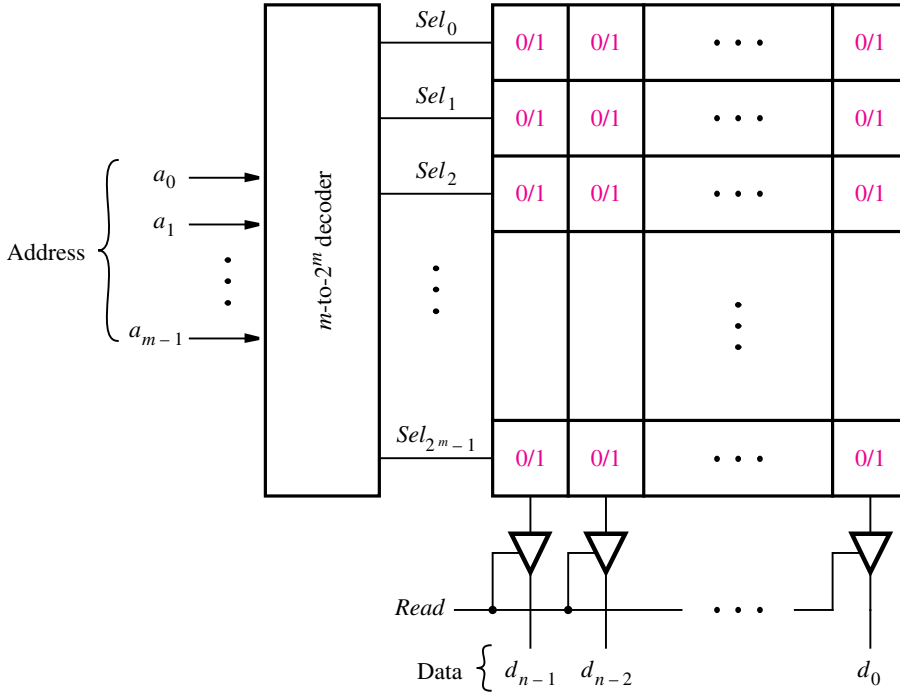 Sel₀ 0/1 0/1 • • • 0/1
Sel₁ 0/1 0/1 • • • 0/1
a₀ Sel₂ 0/1 0/1 • • • 0/1
a₁
Address
m-to-2ᵐ decoder
aₘ₋₁
Sel₂ᵐ₋₁ 0/1 0/1 • • • 0/1
Read • • •
Data { dₙ₋₁ dₙ₋₂ d₀